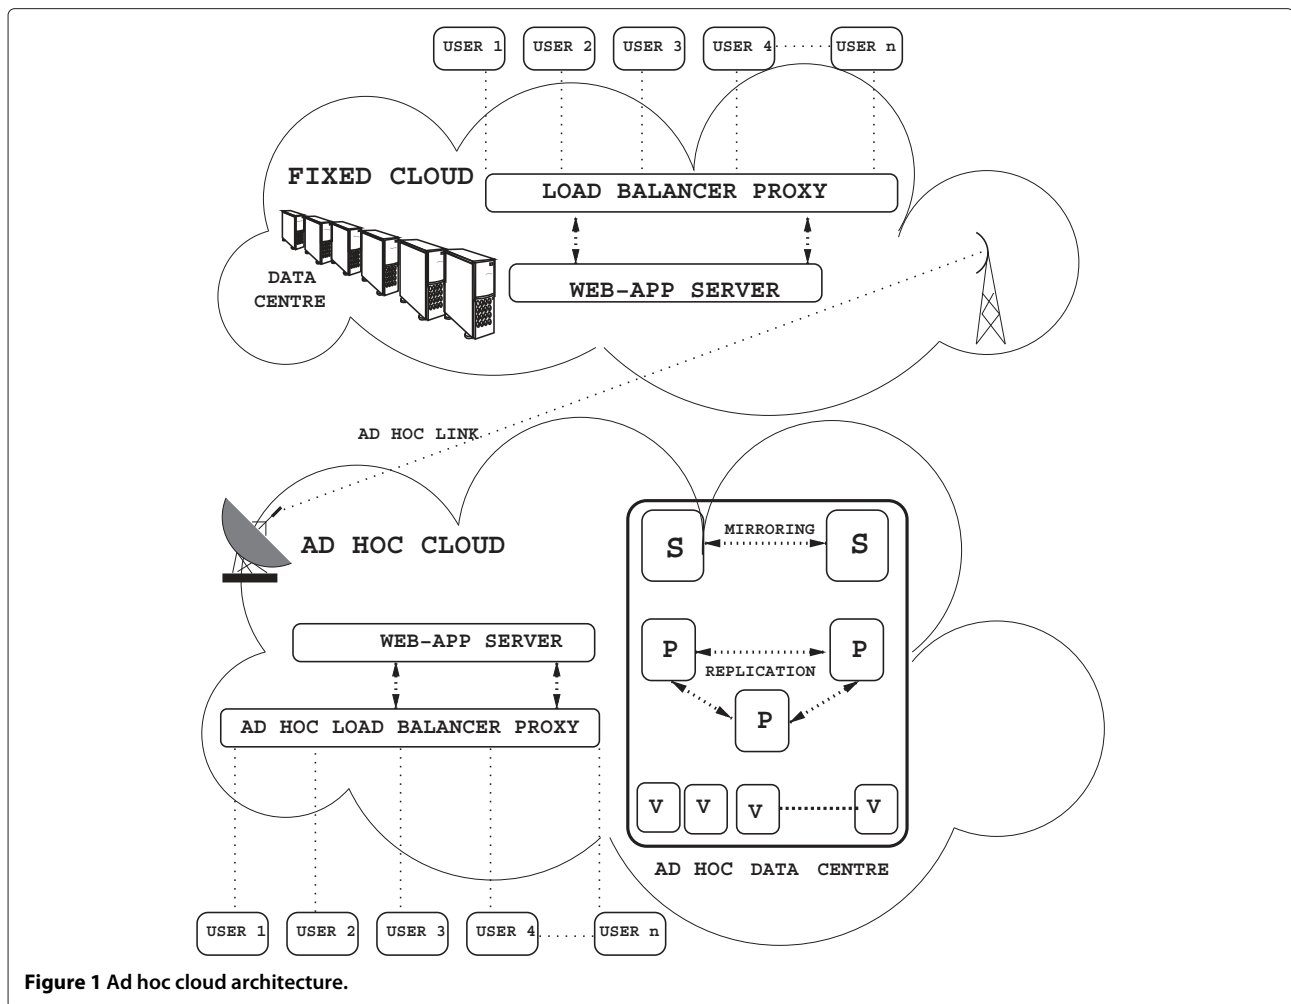 USER 1 USER 2 USER 3 USER 4 USER n
FIXED CLOUD
LOAD BALANCER PROXY
DATA
CENTRE
WEB-APP SERVER
AD HOC LINK
AD HOC CLOUD
S MIRRORING S
WEB-APP SERVER
P P
REPLICATION
P
AD HOC LOAD BALANCER PROXY
V V V V
AD HOC DATA CENTRE
USER 1 USER 2 USER 3 USER 4 USER n
Figure 1 Ad hoc cloud architecture.